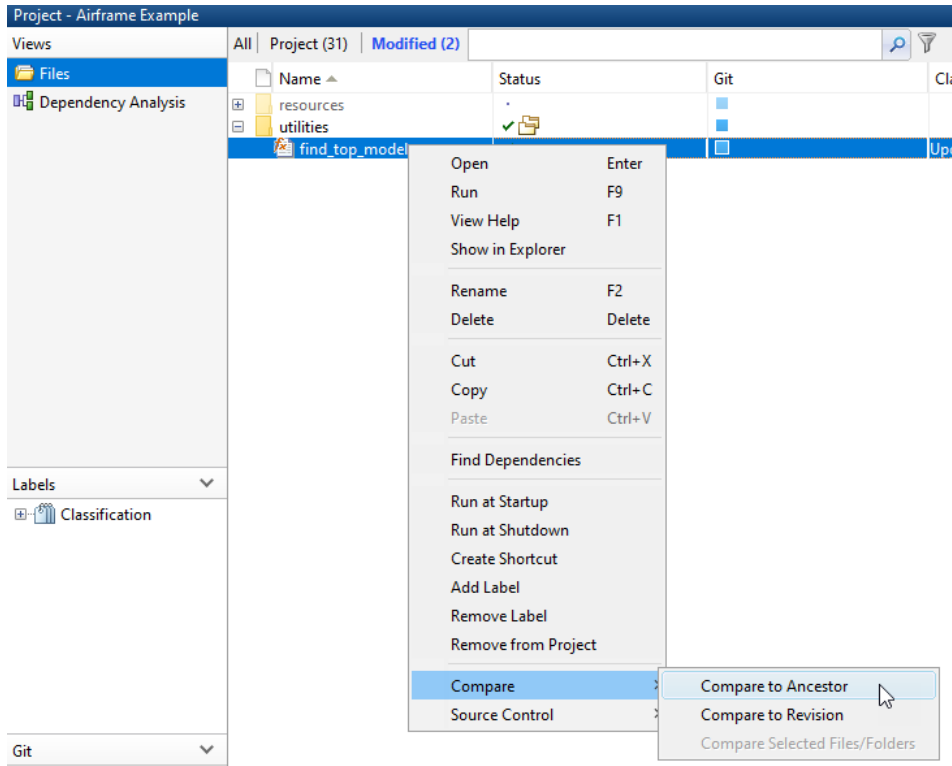 Project - Airframe Example
Views
All Project (31) Modified (2)
Files
Dependency Analysis
Name Status Git
resources
utilities
find_top_model
Open Enter
Run F9
View Help F1
Show in Explorer
Rename F2
Delete Delete
Cut Ctrl+X
Copy Ctrl+C
Paste Ctrl+V
Find Dependencies
Labels
Classification
Run at Startup
Run at Shutdown
Create Shortcut
Add Label
Remove Label
Remove from Project
Compare
Compare to Ancestor
Source Control
Compare to Revision
Compare Selected Files/Folders
Git